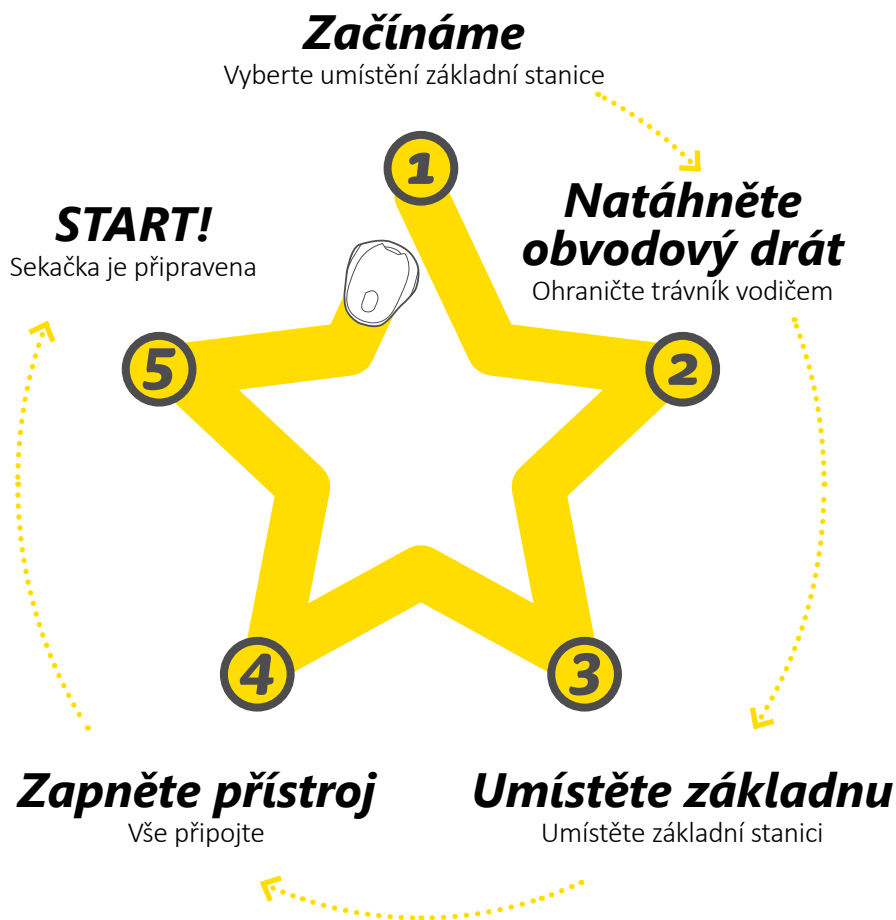 Začínáme
Vyberte umístění základní stanice
1
Natáhněte
obvodový drát
Ohraničte trávník vodičem
2
3
Umístěte základnu
Umístěte základní stanici
4
Zapněte přístroj
Vše připojte
5
START!
Sekačka je připravena